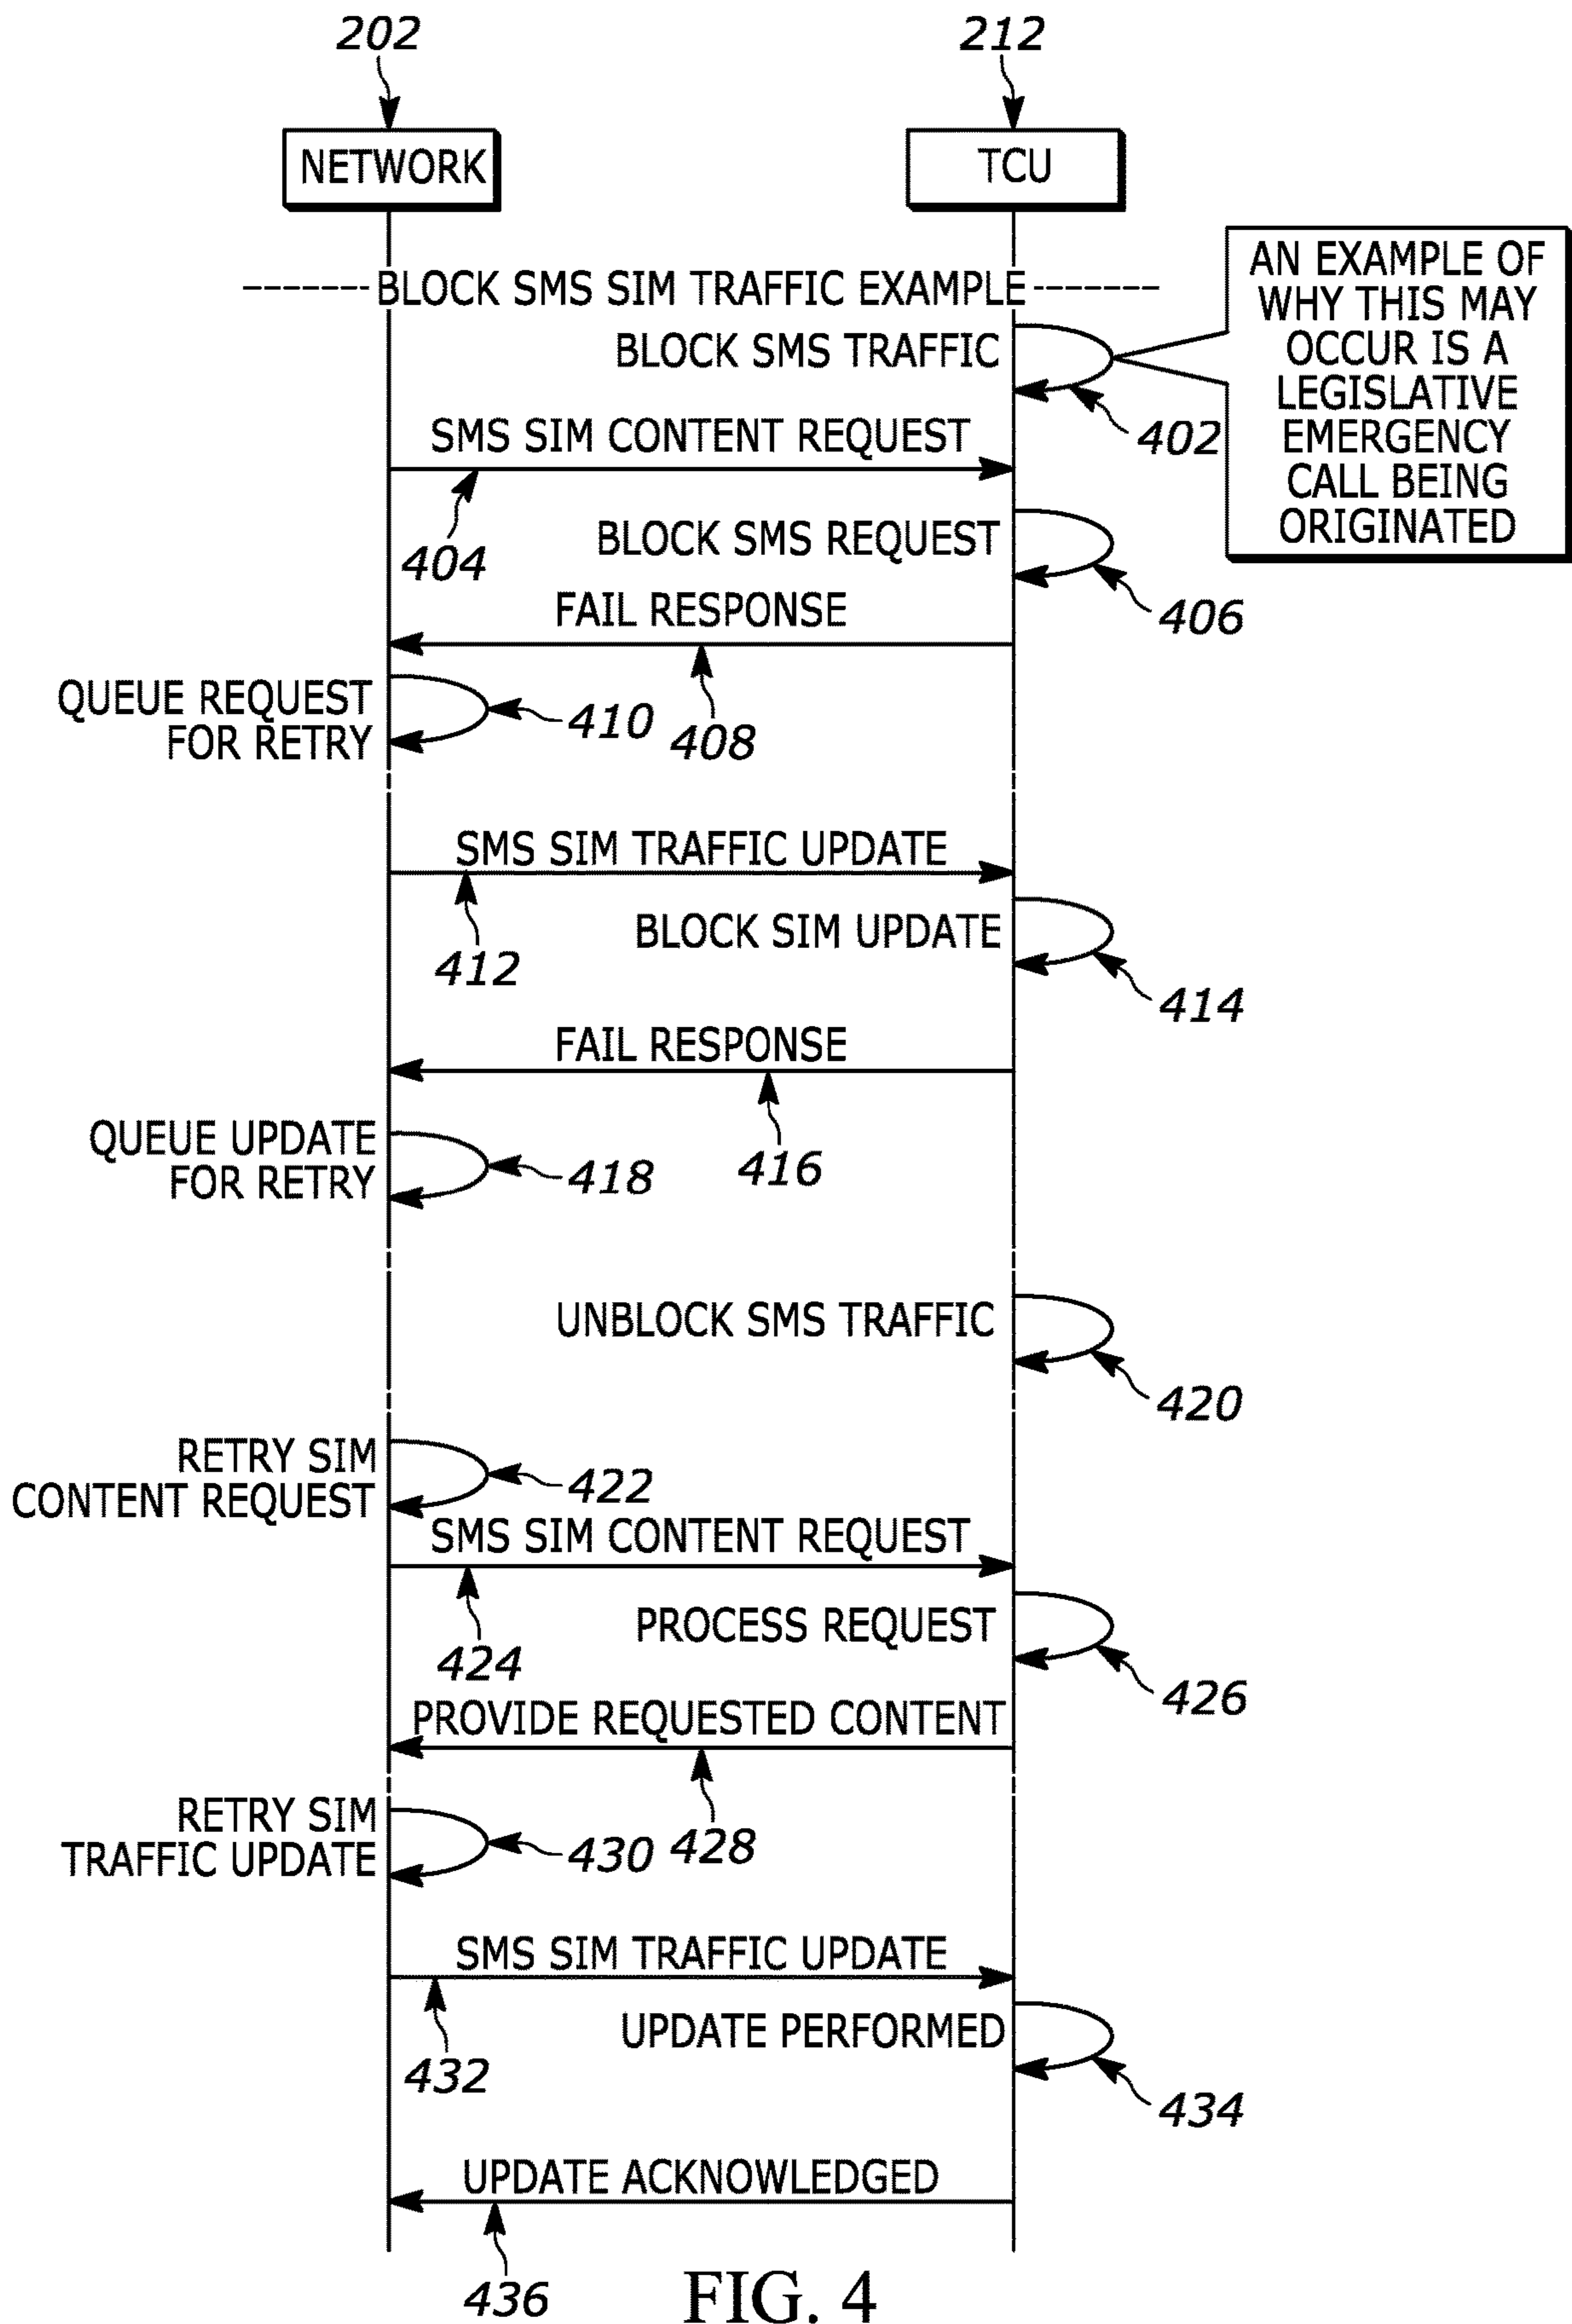 202
212
NETWORK
TCU
BLOCK SMS SIM TRAFFIC EXAMPLE
AN EXAMPLE OF
WHY THIS MAY
OCCUR IS A
LEGISLATIVE
EMERGENCY
CALL BEING
ORIGINATED
BLOCK SMS TRAFFIC
402
SMS SIM CONTENT REQUEST
404
BLOCK SMS REQUEST
406
FAIL RESPONSE
408
QUEUE REQUEST
FOR RETRY
410
SMS SIM TRAFFIC UPDATE
412
BLOCK SIM UPDATE
414
FAIL RESPONSE
416
QUEUE UPDATE
FOR RETRY
418
UNBLOCK SMS TRAFFIC
420
RETRY SIM
CONTENT REQUEST
422
SMS SIM CONTENT REQUEST
424
PROCESS REQUEST
426
PROVIDE REQUESTED CONTENT
428
RETRY SIM
TRAFFIC UPDATE
430
SMS SIM TRAFFIC UPDATE
432
UPDATE PERFORMED
434
UPDATE ACKNOWLEDGED
436
FIG. 4